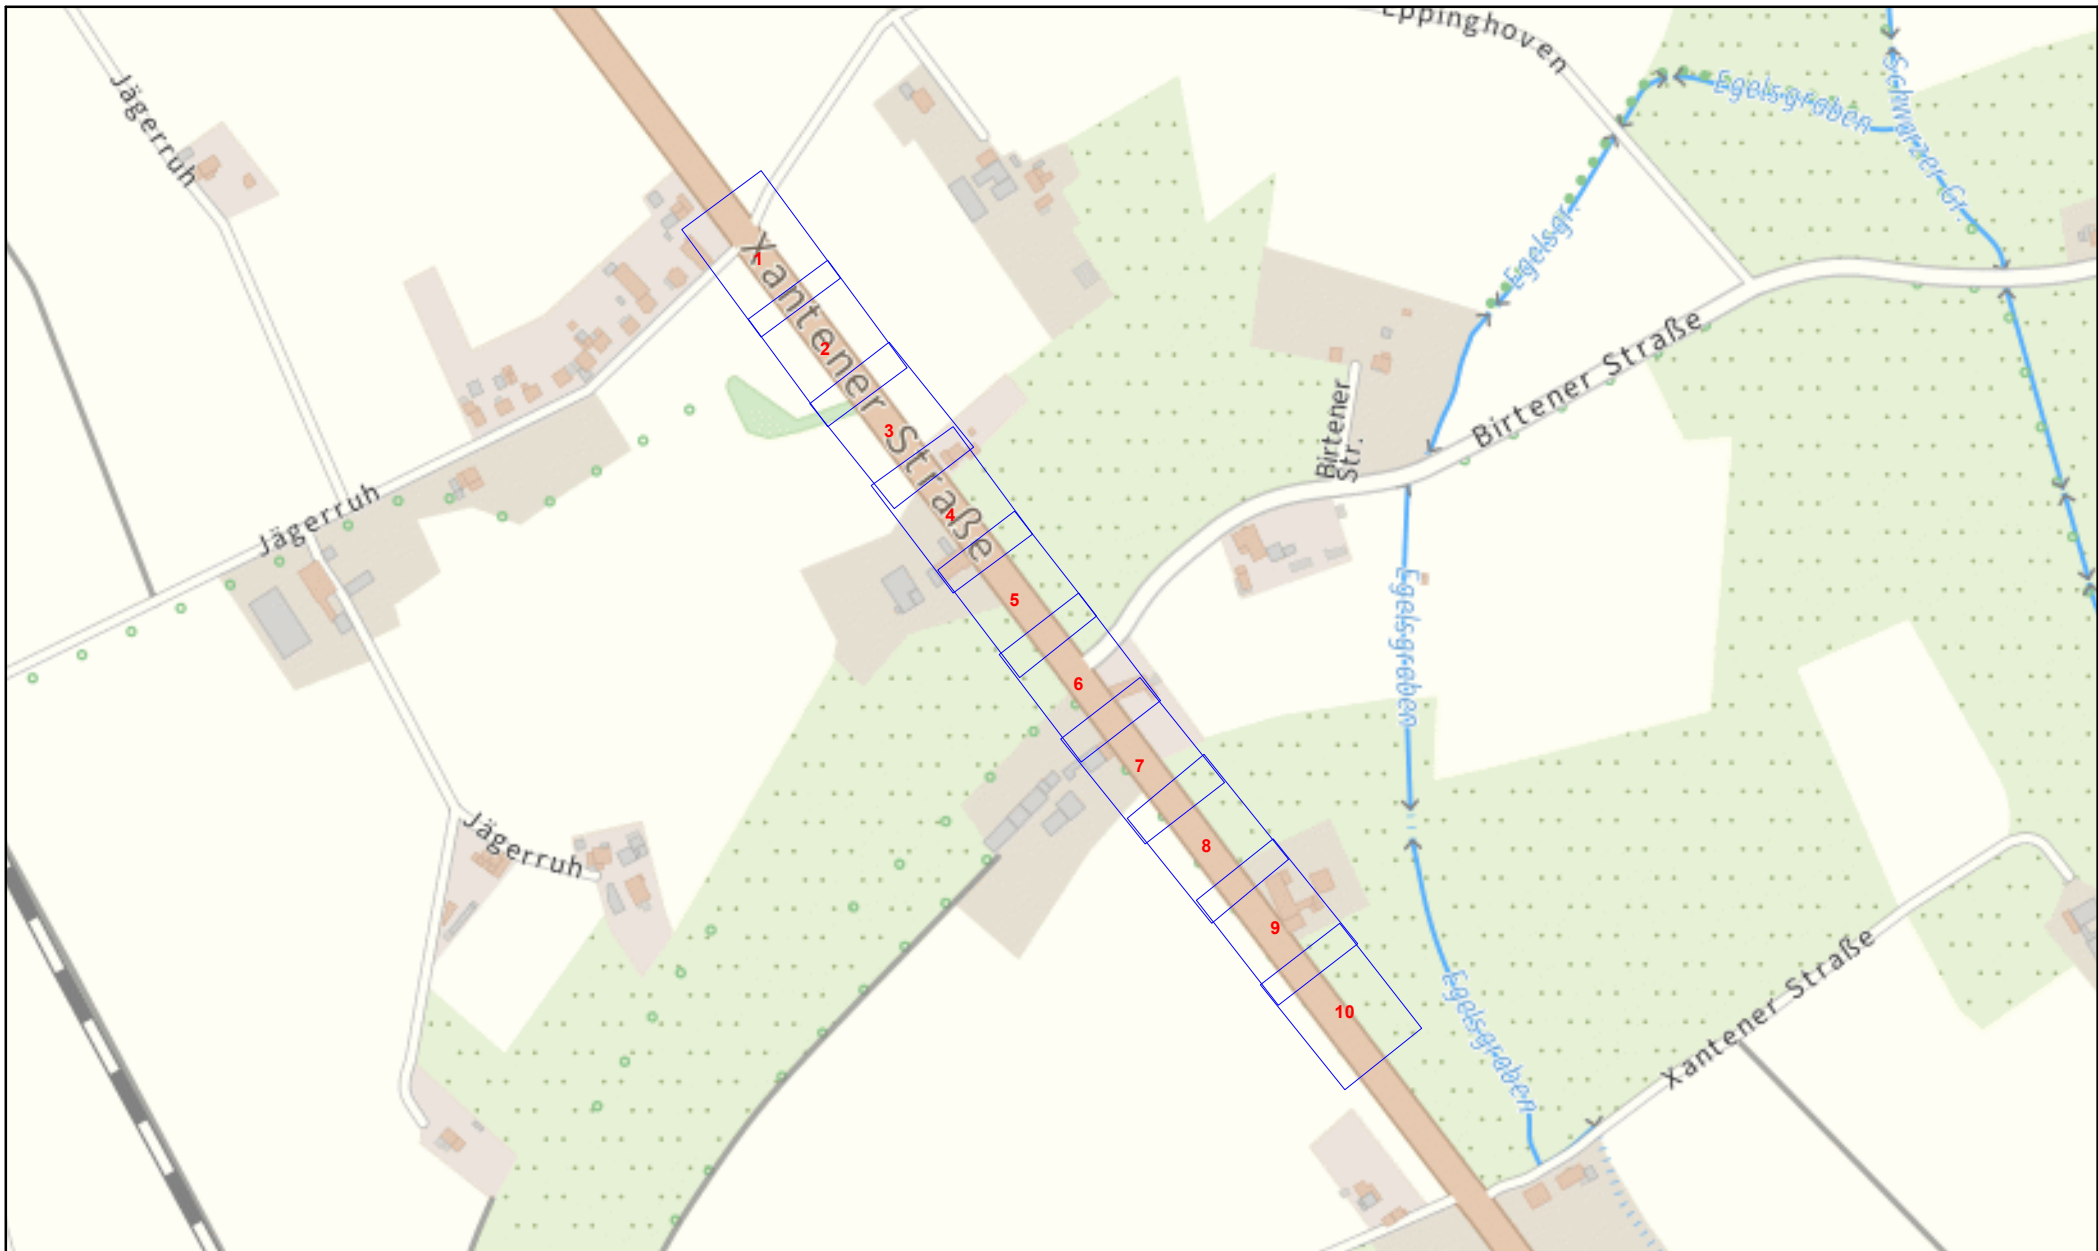 Eppinghoven
Jägerruh
Egelsgraben
Schwarzer Gr.
Egelsgr.
Xantener Straße
1
2
3
4
5
6
7
8
9
10
Birtener Straße
Birtener
Str.
Jägerruh
Egelsgraben
Jägerruh
Egelsgraben
Xantener Straße